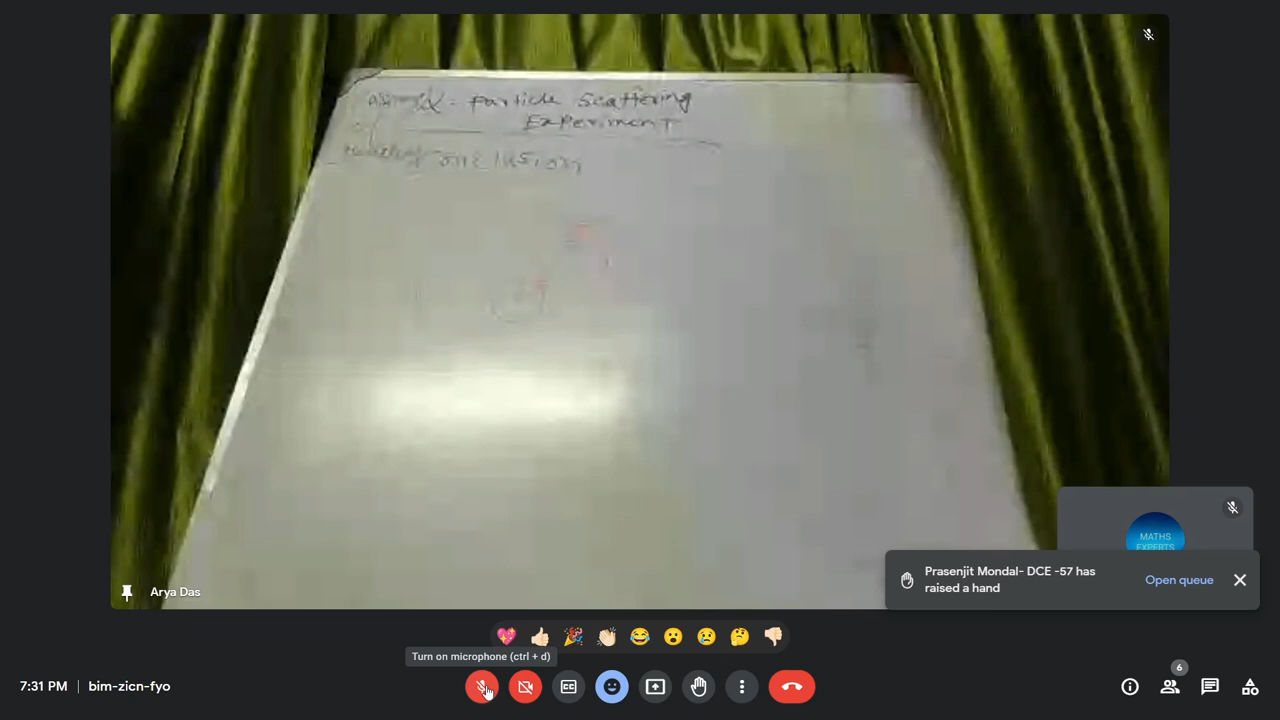 α - Particle Scattering
Experiment
MATHS
EXPERTS
Prasenjit Mondal- DCE -57 has
raised a hand
Open queue
Arya Das
Turn on microphone (ctrl + d)
7:31 PM | bim-zicn-fyo
6